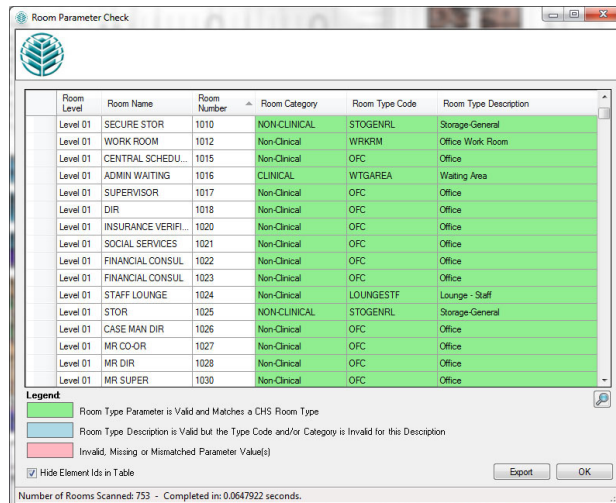 Room Parameter Check
Room Level Room Name Room Number Room Category Room Type Code Room Type Description
Level 01 SECURE STOR 1010 NON-CLINICAL STOGENRL Storage-General
Level 01 WORK ROOM 1012 Non-Clinical WRKRM Office Work Room
Level 01 CENTRAL SCHEDU... 1015 Non-Clinical OFC Office
Level 01 ADMIN WAITING 1016 CLINICAL WTGAREA Waiting Area
Level 01 SUPERVISOR 1017 Non-Clinical OFC Office
Level 01 DIR 1018 Non-Clinical OFC Office
Level 01 INSURANCE VERIFI... 1020 Non-Clinical OFC Office
Level 01 SOCIAL SERVICES 1021 Non-Clinical OFC Office
Level 01 FINANCIAL CONSUL 1022 Non-Clinical OFC Office
Level 01 FINANCIAL CONSUL 1023 Non-Clinical OFC Office
Level 01 STAFF LOUNGE 1024 Non-Clinical LOUNGESTF Lounge - Staff
Level 01 STOR 1025 NON-CLINICAL STOGENRL Storage-General
Level 01 CASE MAN DIR 1026 Non-Clinical OFC Office
Level 01 MR CO-OR 1027 Non-Clinical OFC Office
Level 01 MR DIR 1028 Non-Clinical OFC Office
Level 01 MR SUPER 1030 Non-Clinical OFC Office
Legend:
Room Type Parameter is Valid and Matches a CHS Room Type
Room Type Description is Valid but the Type Code and/or Category is Invalid for this Description
Invalid, Missing or Mismatched Parameter Value(s)
Hide Element Ids in Table
Export OK
Number of Rooms Scanned: 753 - Completed in: 0.0647922 seconds.